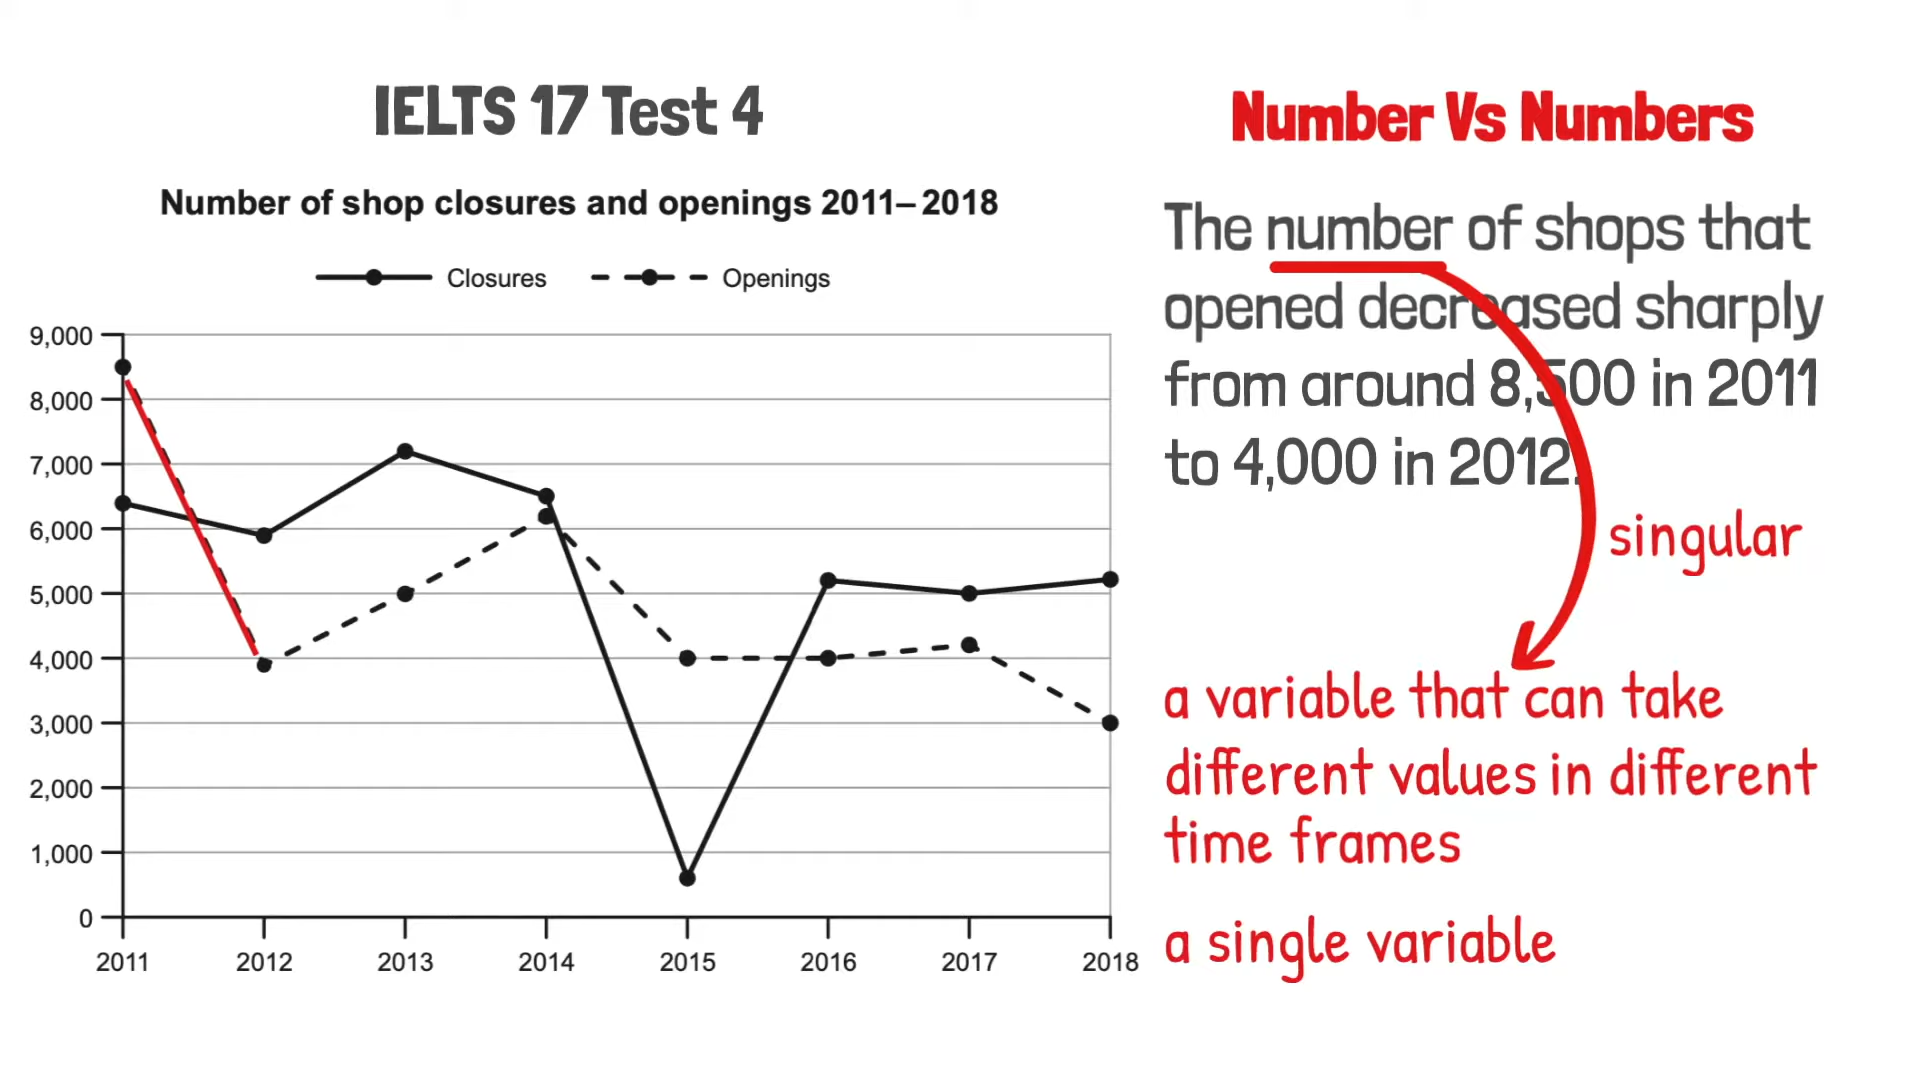 IELTS 17 Test 4
Number of shop closures and openings 2011–2018
Closures
Openings
9,000
8,000
7,000
6,000
5,000
4,000
3,000
2,000
1,000
0
2011
2012
2013
2014
2015
2016
2017
2018
Number Vs Numbers
The number of shops that
opened decreased sharply
from around 8,500 in 2011
to 4,000 in 2012.
singular
a variable that can take
different values in different
time frames
a single variable